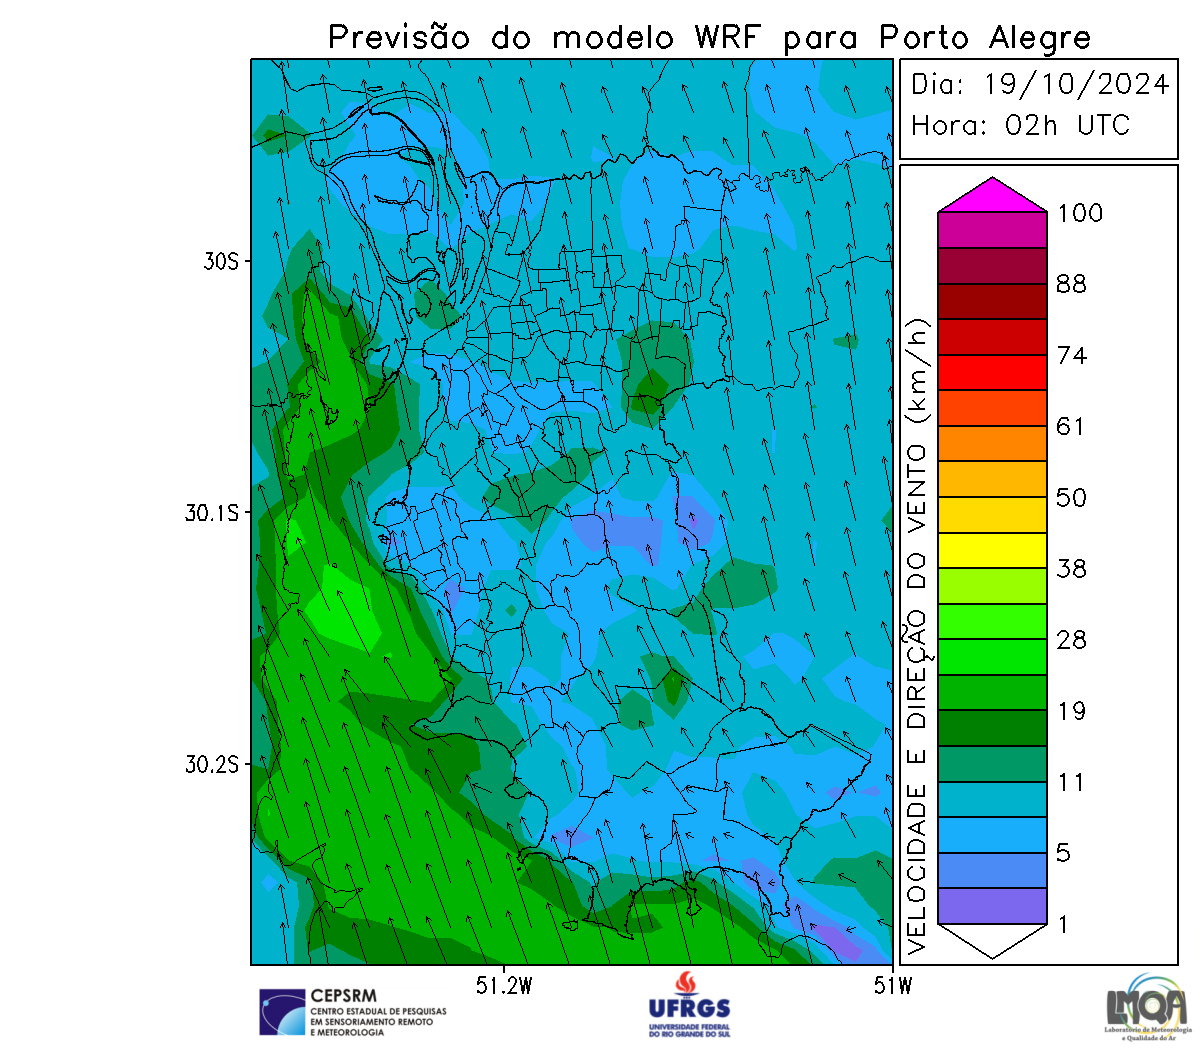 Previsão do modelo WRF para Porto Alegre
Dia: 19/10/2024
Hora: 02h UTC
30S
30.1S
30.2S
51.2W
51W
VELOCIDADE E DIREÇÃO DO VENTO (km/h)
100
88
74
61
50
38
28
19
11
5
1
CEPSRM
CENTRO ESTADUAL DE PESQUISAS
EM SENSORIAMENTO REMOTO
E METEOROLOGIA
UFRGS
UNIVERSIDADE FEDERAL
DO RIO GRANDE DO SUL
LMQA
Laboratório de Meteorologia
e Qualidade do Ar